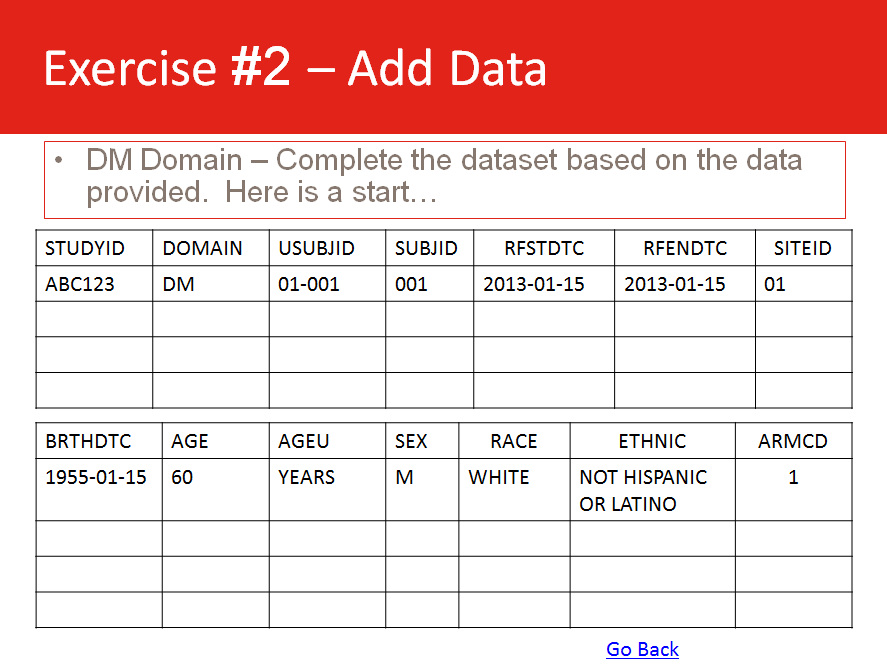 Exercise #2 – Add Data
• DM Domain – Complete the dataset based on the data
provided.  Here is a start…
STUDYID DOMAIN USUBJID SUBJID RFSTDTC RFENDTC SITEID
ABC123 DM 01-001 001 2013-01-15 2013-01-15 01
BRTHDTC AGE AGEU SEX RACE ETHNIC ARMCD
1955-01-15 60 YEARS M WHITE NOT HISPANIC 1
OR LATINO
Go Back